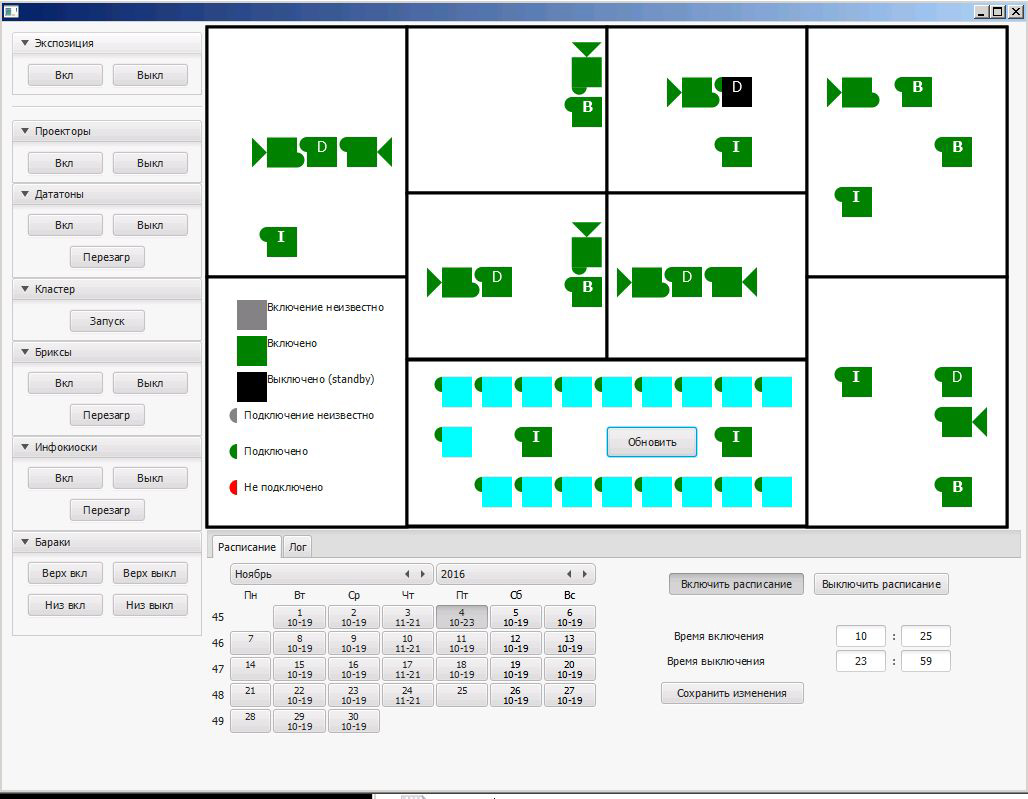 Экспозиция
Вкл Выкл
Проекторы
Вкл Выкл
Дататоны
Вкл Выкл
Перезагр
Кластер
Запуск
Бриксы
Вкл Выкл
Перезагр
Инфокиоски
Вкл Выкл
Перезагр
Бараки
Верх вкл Верх выкл
Низ вкл Низ выкл
D
I
B
D
I
B
B
I
D
B
D
I
D
B
I
I
Обновить
Включение неизвестно
Включено
Выключено (standby)
Подключение неизвестно
Подключено
Не подключено
Расписание Лог
Ноябрь 2016
Пн Вт Ср Чт Пт Сб Вс
45 1 2 3 4 5 6
10-19 10-19 11-21 10-23 10-19 10-19
46 7 8 9 10 11 12 13
10-19 10-19 11-21 10-19 10-19 10-19
47 14 15 16 17 18 19 20
10-19 10-19 11-21 10-19 10-19 10-19
48 21 22 23 24 25 26 27
10-19 10-19 11-21 10-19 10-19
49 28 29 30
10-19 10-19
Включить расписание Выключить расписание
Время включения 10 : 25
Время выключения 23 : 59
Сохранить изменения